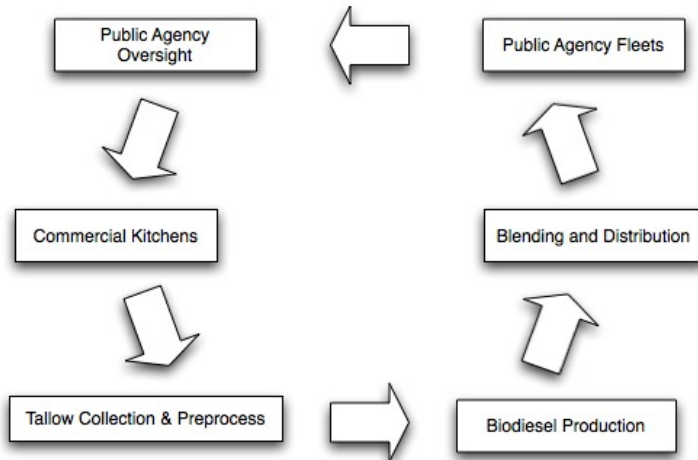 Public Agency
Oversight
Public Agency Fleets
Commercial Kitchens
Blending and Distribution
Tallow Collection & Preprocess
Biodiesel Production